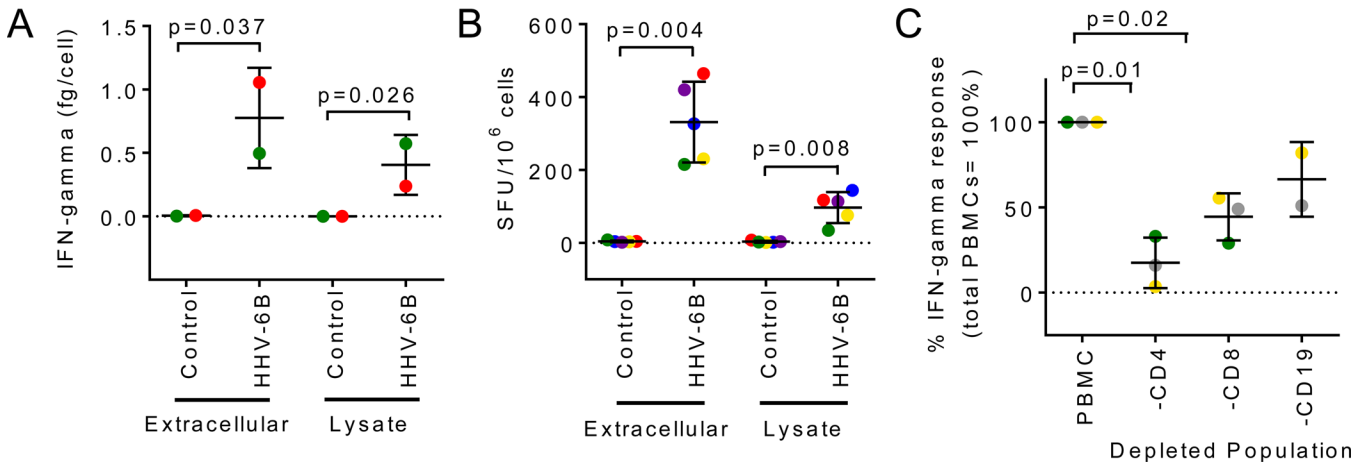 A
IFN-gamma (fg/cell)
1.5
1.0
0.5
0.0
p=0.037
p=0.026
Control
HHV-6B
Control
HHV-6B
Extracellular
Lysate
B
SFU/10⁶ cells
600
400
200
0
p=0.004
p=0.008
Control
HHV-6B
Control
HHV-6B
Extracellular
Lysate
C
% IFN-gamma response
(total PBMCs= 100%)
100
50
0
p=0.02
p=0.01
PBMC
-CD4
-CD8
-CD19
Depleted Population